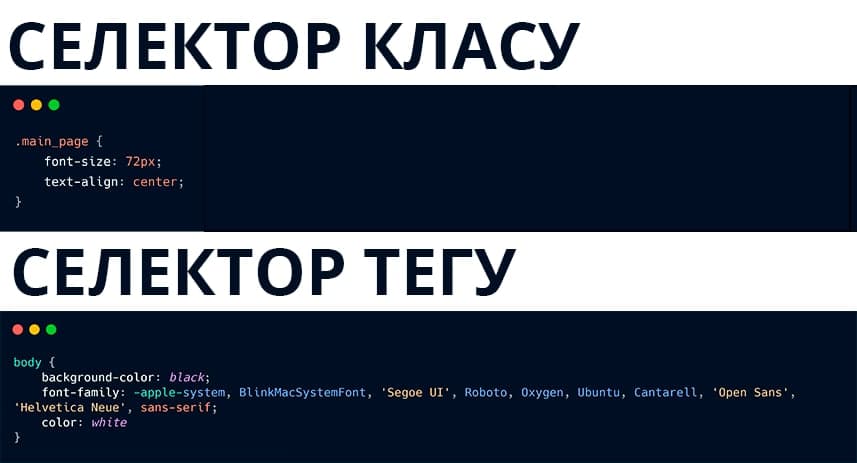 СЕЛЕКТОР КЛАСУ
.main_page {
    font-size: 72px;
    text-align: center;
}
СЕЛЕКТОР ТЕГУ
body {
    background-color: black;
    font-family: -apple-system, BlinkMacSystemFont, 'Segoe UI', Roboto, Oxygen, Ubuntu, Cantarell, 'Open Sans',
'Helvetica Neue', sans-serif;
    color: white
}